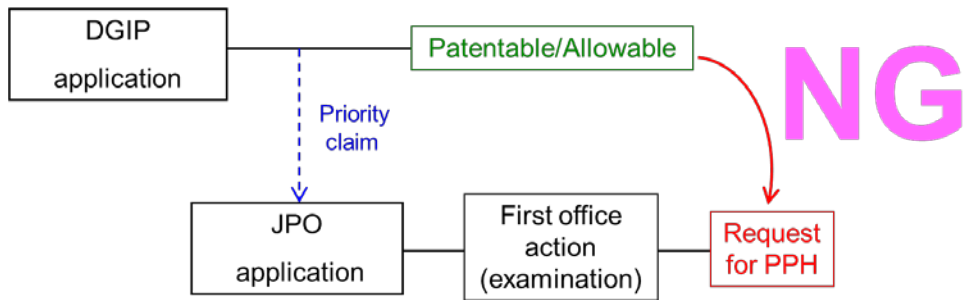 DGIP
application
Patentable/Allowable
NG
Priority
claim
JPO
application
First office
action
(examination)
Request
for PPH